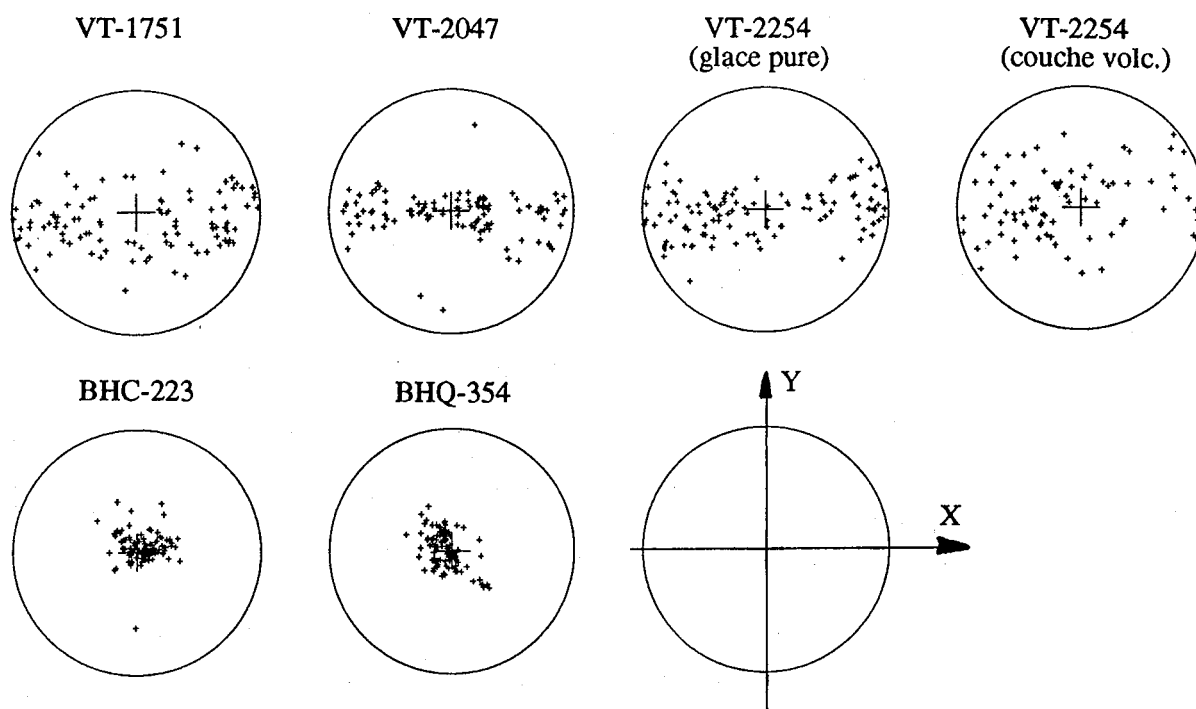 VT-1751
VT-2047
VT-2254
(glace pure)
VT-2254
(couche volc.)
BHC-223
BHQ-354
Y
X